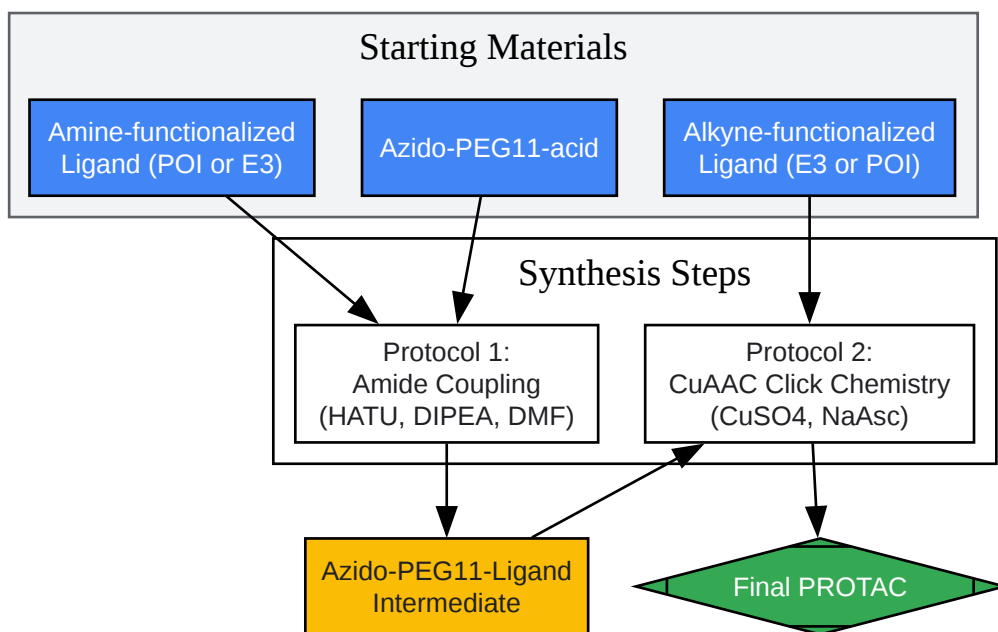 Starting Materials
Amine-functionalized
Ligand (POI or E3)
Azido-PEG11-acid
Alkyne-functionalized
Ligand (E3 or POI)
Synthesis Steps
Protocol 1:
Amide Coupling
(HATU, DIPEA, DMF)
Protocol 2:
CuAAC Click Chemistry
(CuSO4, NaAsc)
Azido-PEG11-Ligand
Intermediate
Final PROTAC